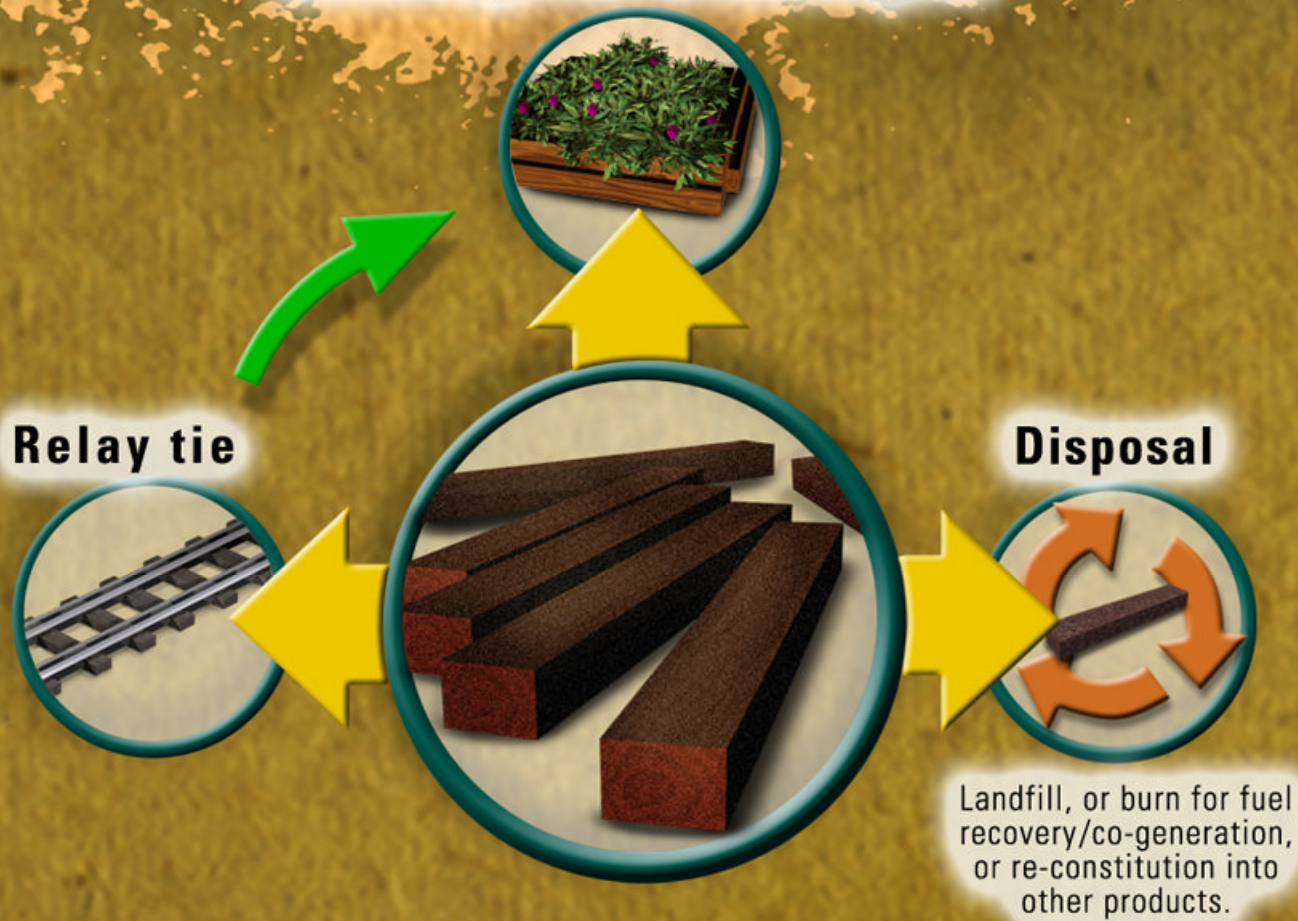 Relay tie
Disposal
Landfill, or burn for fuel
recovery/co-generation,
or re-constitution into
other products.